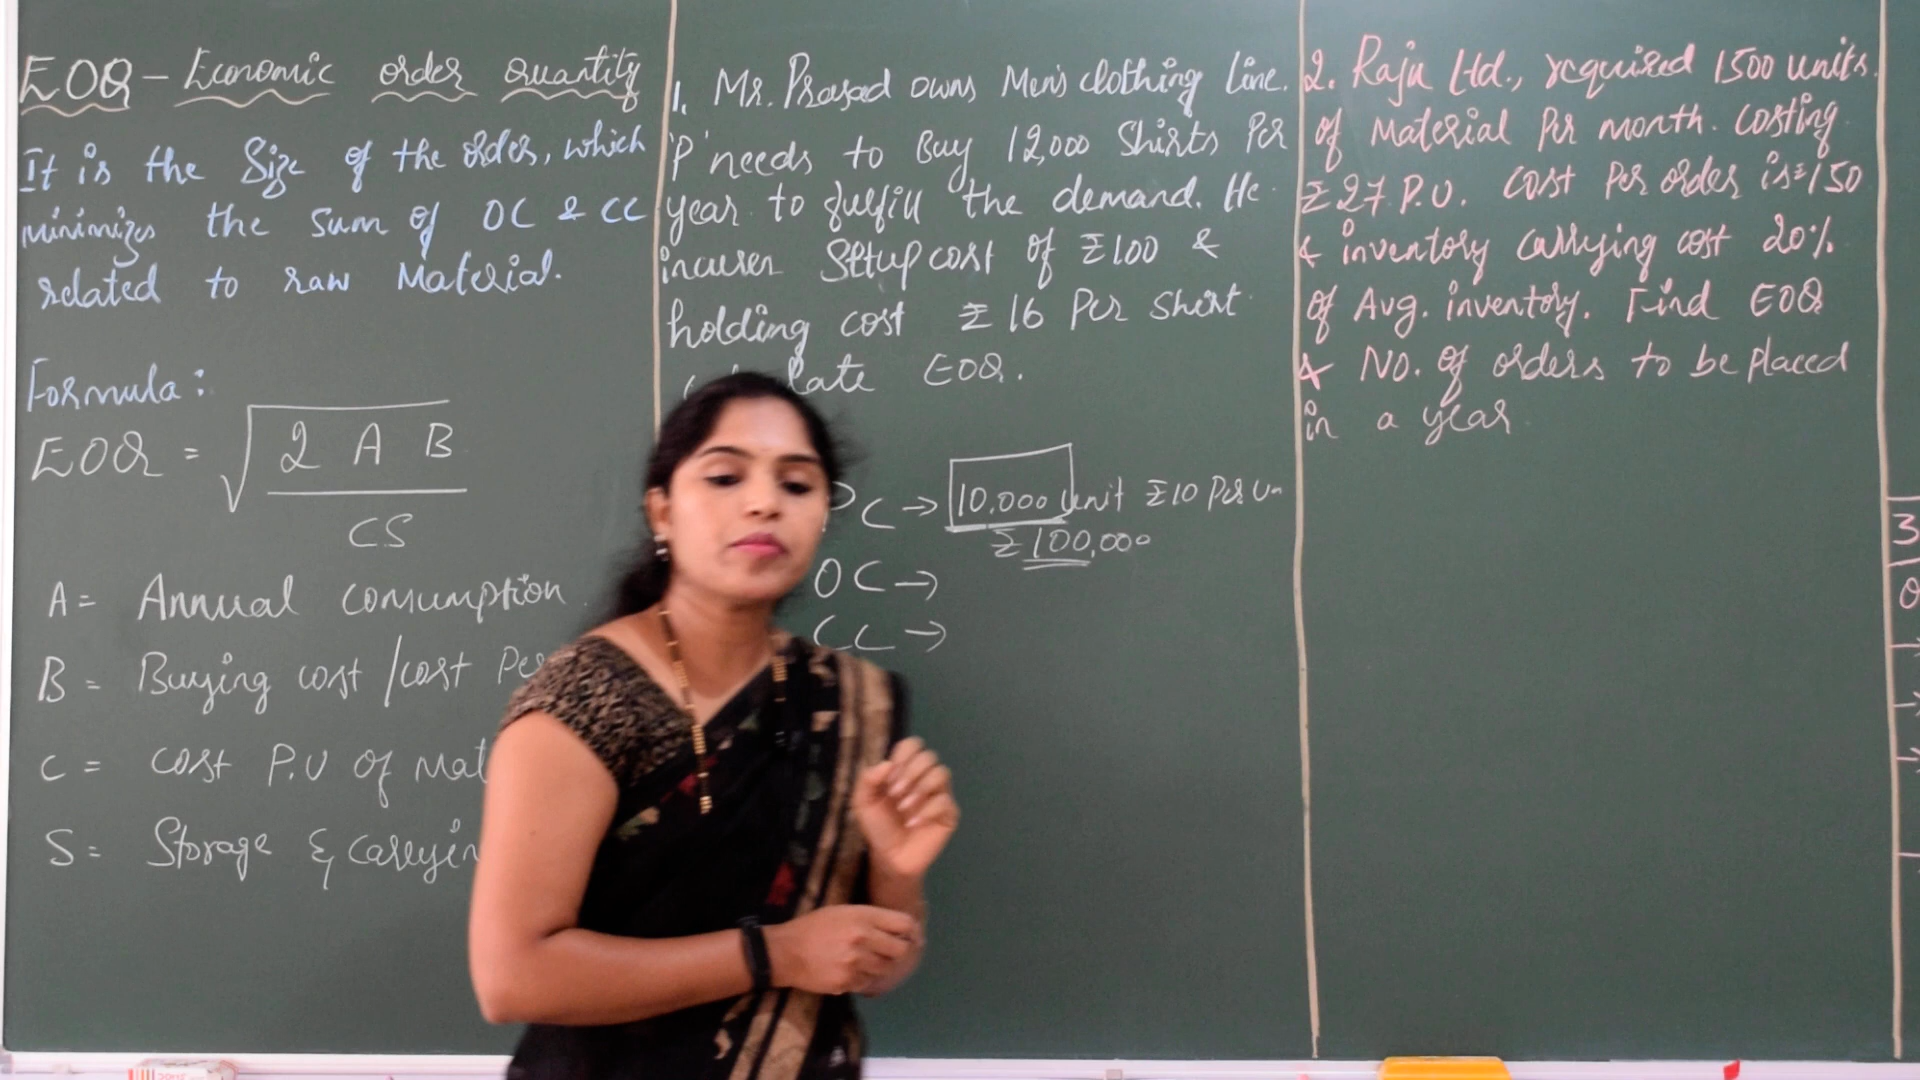 EOQ - Economic order quantity
It is the Size of the order, which
minimizes the sum of OC & CC
related to raw Material.
Formula:
EOQ = √ 2 A B
CS
A = Annual consumption
B = Buying cost / cost Per
C = cost P.U of Mat
S = Storage & carryin
1. Mr. Prasad owns Men's clothing Line.
'P' needs to Buy 12,000 Shirts Per
year to fulfill the demand. He
incurer Setup cost of ₹100 &
holding cost ₹16 Per Shirt
late EOQ.
PC → 10,000 Unit ₹10 Per un
₹100,000
OC →
CC →
2. Raju Ltd., required 1500 units
of Material Per month. costing
₹27 P.U. cost Per order is ₹150
& inventory carrying cost 20%
of Avg. inventory. Find EOQ
& No. of orders to be placed
in a year
3
0